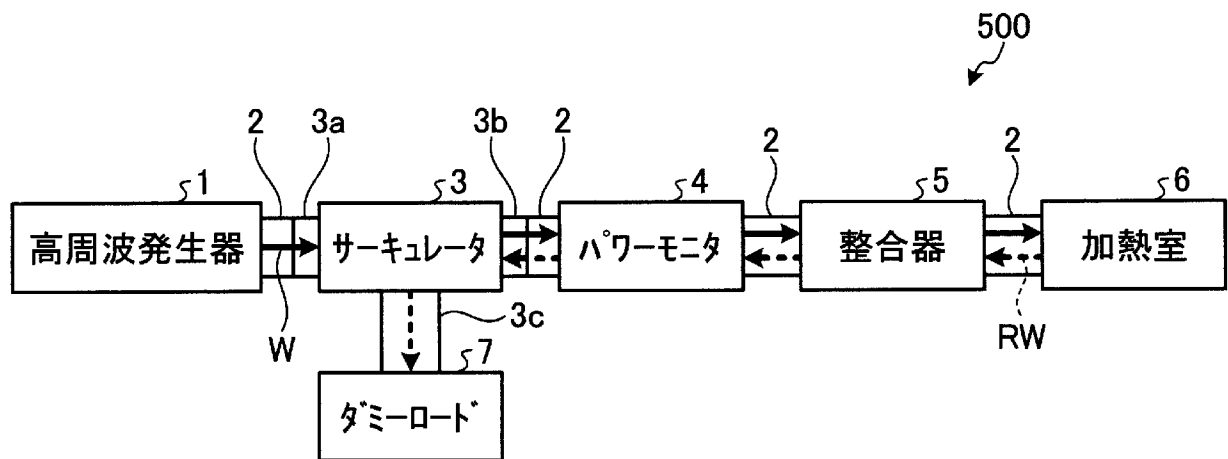 500
2 3a 3b 2 2 2
1 3 4 5 6
高周波発生器 サーキュレータ パワーモニタ 整合器 加熱室
W 3c RW
7
ダミーロード